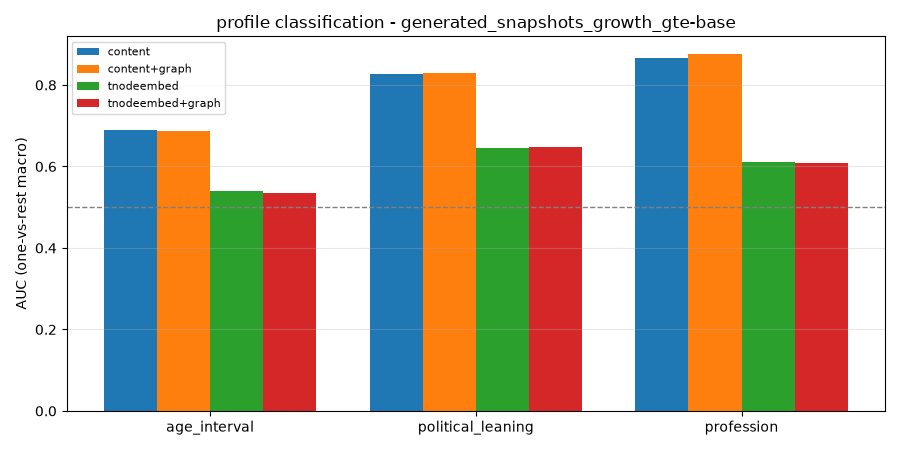 profile classification - generated_snapshots_growth_gte-base
content
content+graph
tnodeembed
tnodeembed+graph
AUC (one-vs-rest macro)
0.8
0.6
0.4
0.2
0.0
age_interval
political_leaning
profession